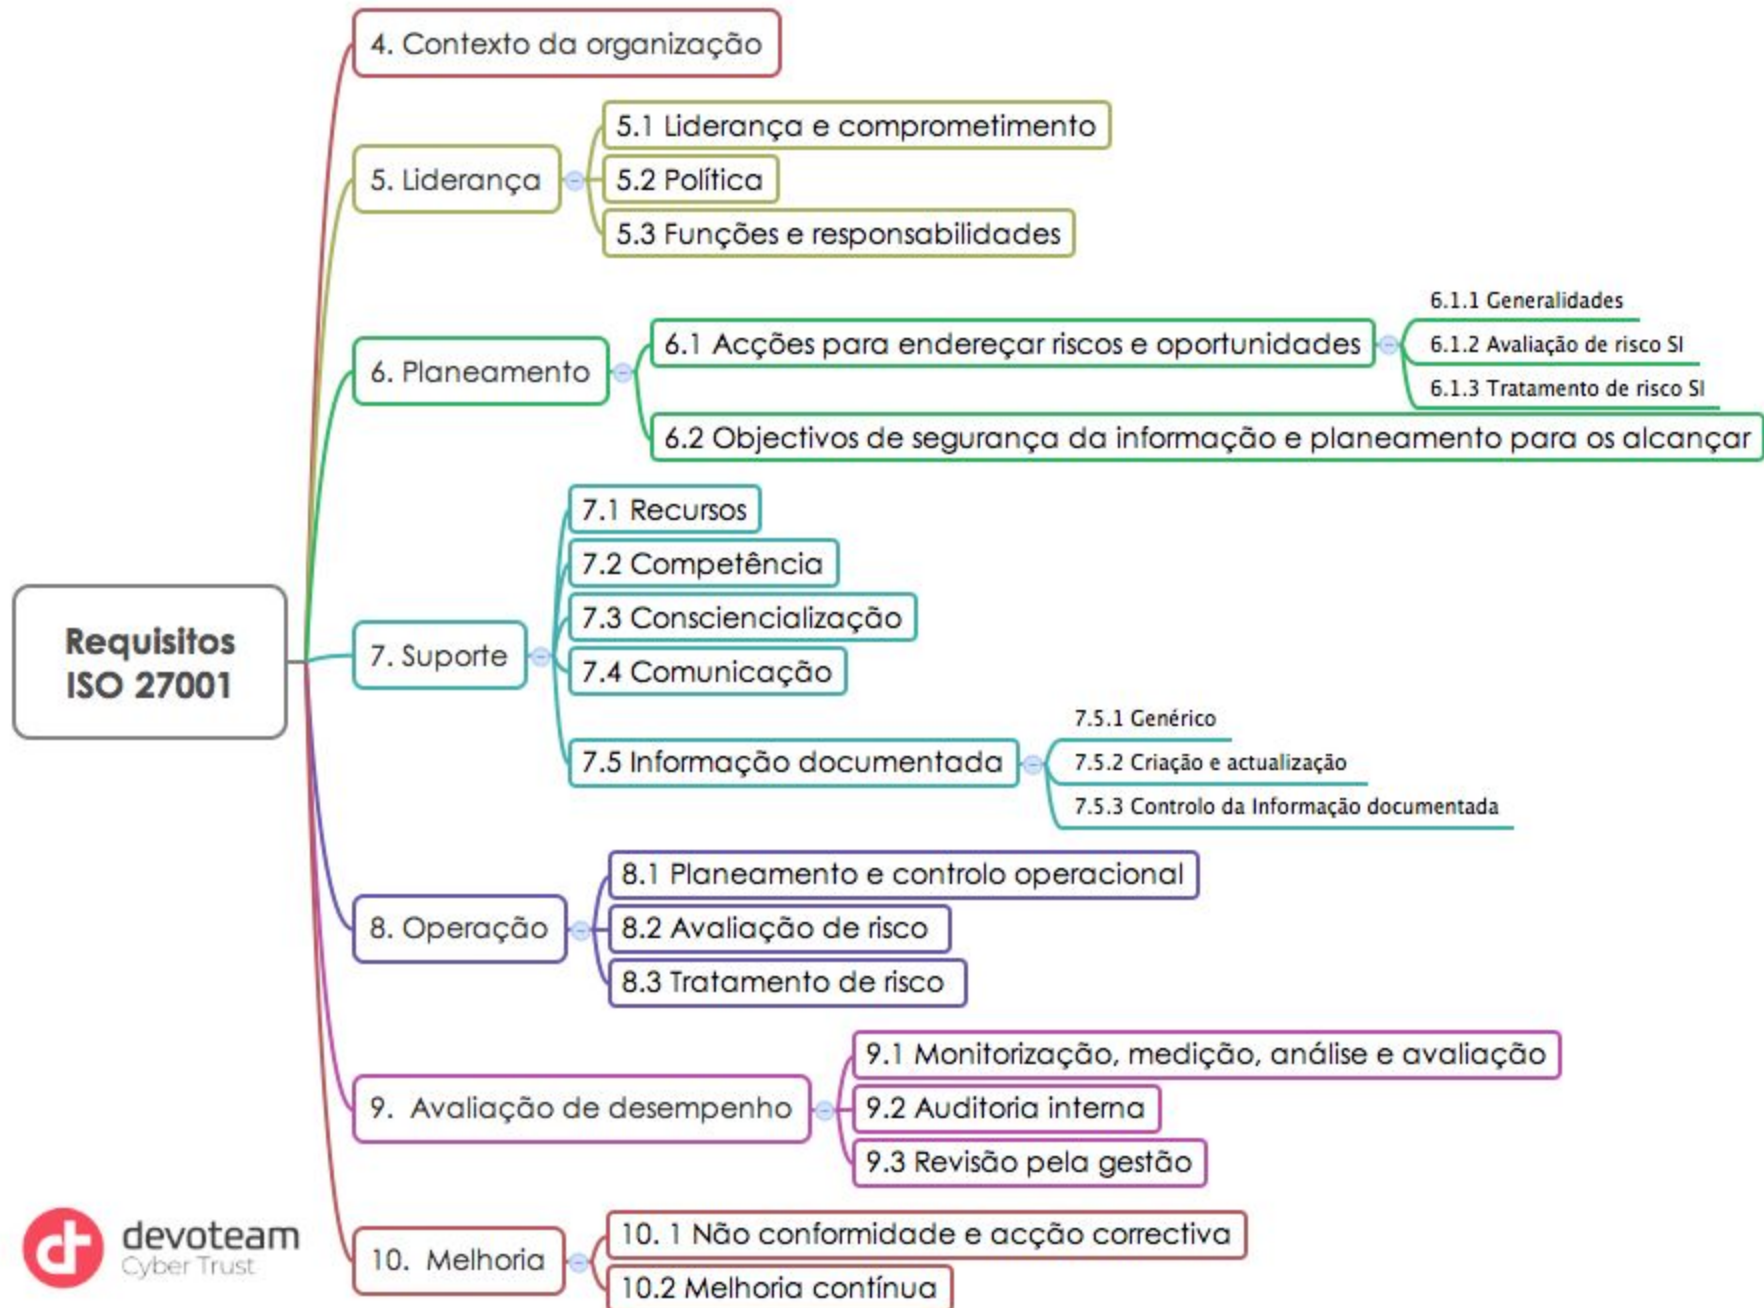 4. Contexto da organização
5. Liderança
5.1 Liderança e comprometimento
5.2 Política
5.3 Funções e responsabilidades
6. Planeamento
6.1 Acções para endereçar riscos e oportunidades
6.1.1 Generalidades
6.1.2 Avaliação de risco SI
6.1.3 Tratamento de risco SI
6.2 Objectivos de segurança da informação e planeamento para os alcançar
Requisitos
ISO 27001
7. Suporte
7.1 Recursos
7.2 Competência
7.3 Consciencialização
7.4 Comunicação
7.5 Informação documentada
7.5.1 Genérico
7.5.2 Criação e actualização
7.5.3 Controlo da Informação documentada
8. Operação
8.1 Planeamento e controlo operacional
8.2 Avaliação de risco
8.3 Tratamento de risco
9. Avaliação de desempenho
9.1 Monitorização, medição, análise e avaliação
9.2 Auditoria interna
9.3 Revisão pela gestão
10. Melhoria
10. 1 Não conformidade e acção correctiva
10.2 Melhoria contínua
devoteam
Cyber Trust